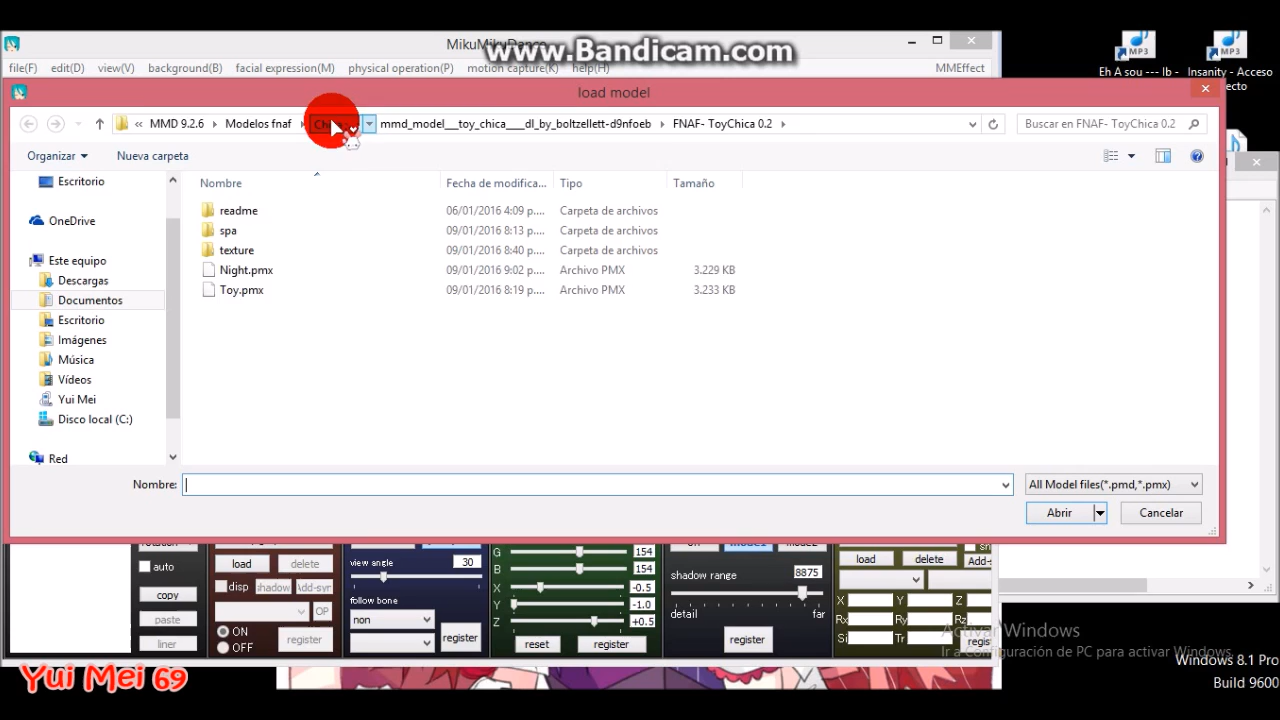 www.Bandicam.com
file(F) edit(D) view(V) background(B) facial expression(M) physical operation(P) motion capture(K) help(H) MMEffect
MP3 MP3
Eh A sou --- Ib - Insanity - Acceso
load model
« MMD 9.2.6 Modelos fnaf mmd_model__toy_chica____dl_by_boltzellett-d9nfoeb FNAF- ToyChica 0.2 Buscar en FNAF- ToyChica 0.2
Organizar Nueva carpeta
Nombre Fecha de modifica... Tipo Tamaño
Escritorio
OneDrive
Este equipo
Descargas
Documentos
Escritorio
Imágenes
Música
Vídeos
Yui Mei
Disco local (C:)
Red
readme 06/01/2016 4:09 p.... Carpeta de archivos
spa 09/01/2016 8:13 p.... Carpeta de archivos
texture 09/01/2016 8:40 p.... Carpeta de archivos
Night.pmx 09/01/2016 9:02 p.... Archivo PMX 3.229 KB
Toy.pmx 09/01/2016 8:19 p.... Archivo PMX 3.233 KB
Nombre: All Model files(*.pmd,*.pmx)
Abrir Cancelar
auto
copy
paste
liner
load delete
disp shadow
OP
ON
OFF
register
view angle 30
follow bone
non
register
G 154
B 154
X -0.5
Y -1.0
Z +0.5
reset register
shadow range 8875
detail far
register
load delete
X Y Z
Rx Ry Rz
Si Tr
Activar Windows
Ir a Configuración de PC para activar Windows.
Windows 8.1 Pro
Build 9600
Yui Mei 69